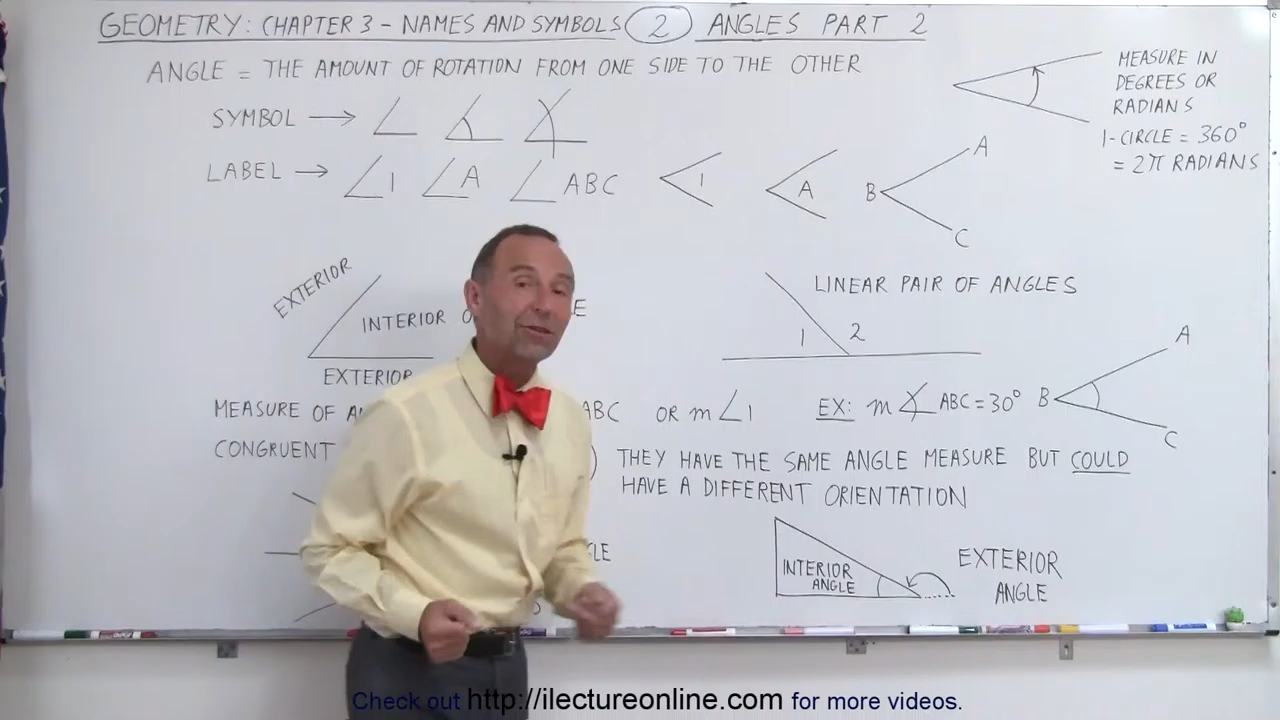 GEOMETRY: CHAPTER 3 - NAMES AND SYMBOLS 2 ANGLES PART 2
ANGLE = THE AMOUNT OF ROTATION FROM ONE SIDE TO THE OTHER
MEASURE IN
DEGREES OR
RADIANS
1-CIRCLE = 360°
= 2π RADIANS
SYMBOL → ∠ ∡ ∡
LABEL → ∠1 ∠A ∠ABC
1
A
A
B
C
EXTERIOR
INTERIOR
EXTERIOR
LINEAR PAIR OF ANGLES
1 2
MEASURE OF ABC OR m∠1 EX: m∡ABC = 30°
A
B
C
CONGRUENT ) THEY HAVE THE SAME ANGLE MEASURE BUT COULD
HAVE A DIFFERENT ORIENTATION
INTERIOR
ANGLE
EXTERIOR
ANGLE
Check out http://ilectureonline.com for more videos.